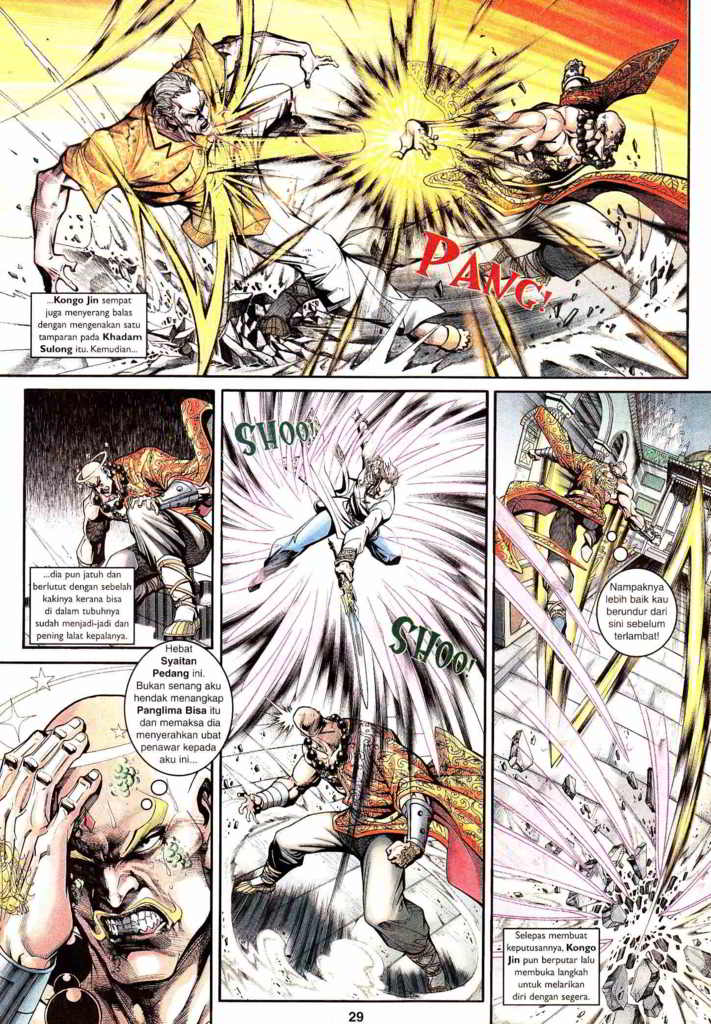 PANG!
...Kongo Jin sempat
juga menyerang balas
dengan mengenakan satu
tamparan pada Khadam
Sulong itu. Kemudian...
...dia pun jatuh dan
berlutut dengan sebelah
kakinya kerana bisa
di dalam tubuhnya
sudah menjadi-jadi dan
pening lalat kepalanya.
Hebat
Syaitan
Pedang ini.
Bukan senang aku
hendak menangkap
Panglima Bisa itu
dan memaksa dia
menyerahkan ubat
penawar kepada
aku ini...
SHOO!
SHOO!
Nampaknya
lebih baik kau
berundur dari
sini sebelum
terlambat!
Selepas membuat
keputusannya, Kongo
Jin pun berputar lalu
membuka langkah
untuk melarikan
diri dengan segera.
29